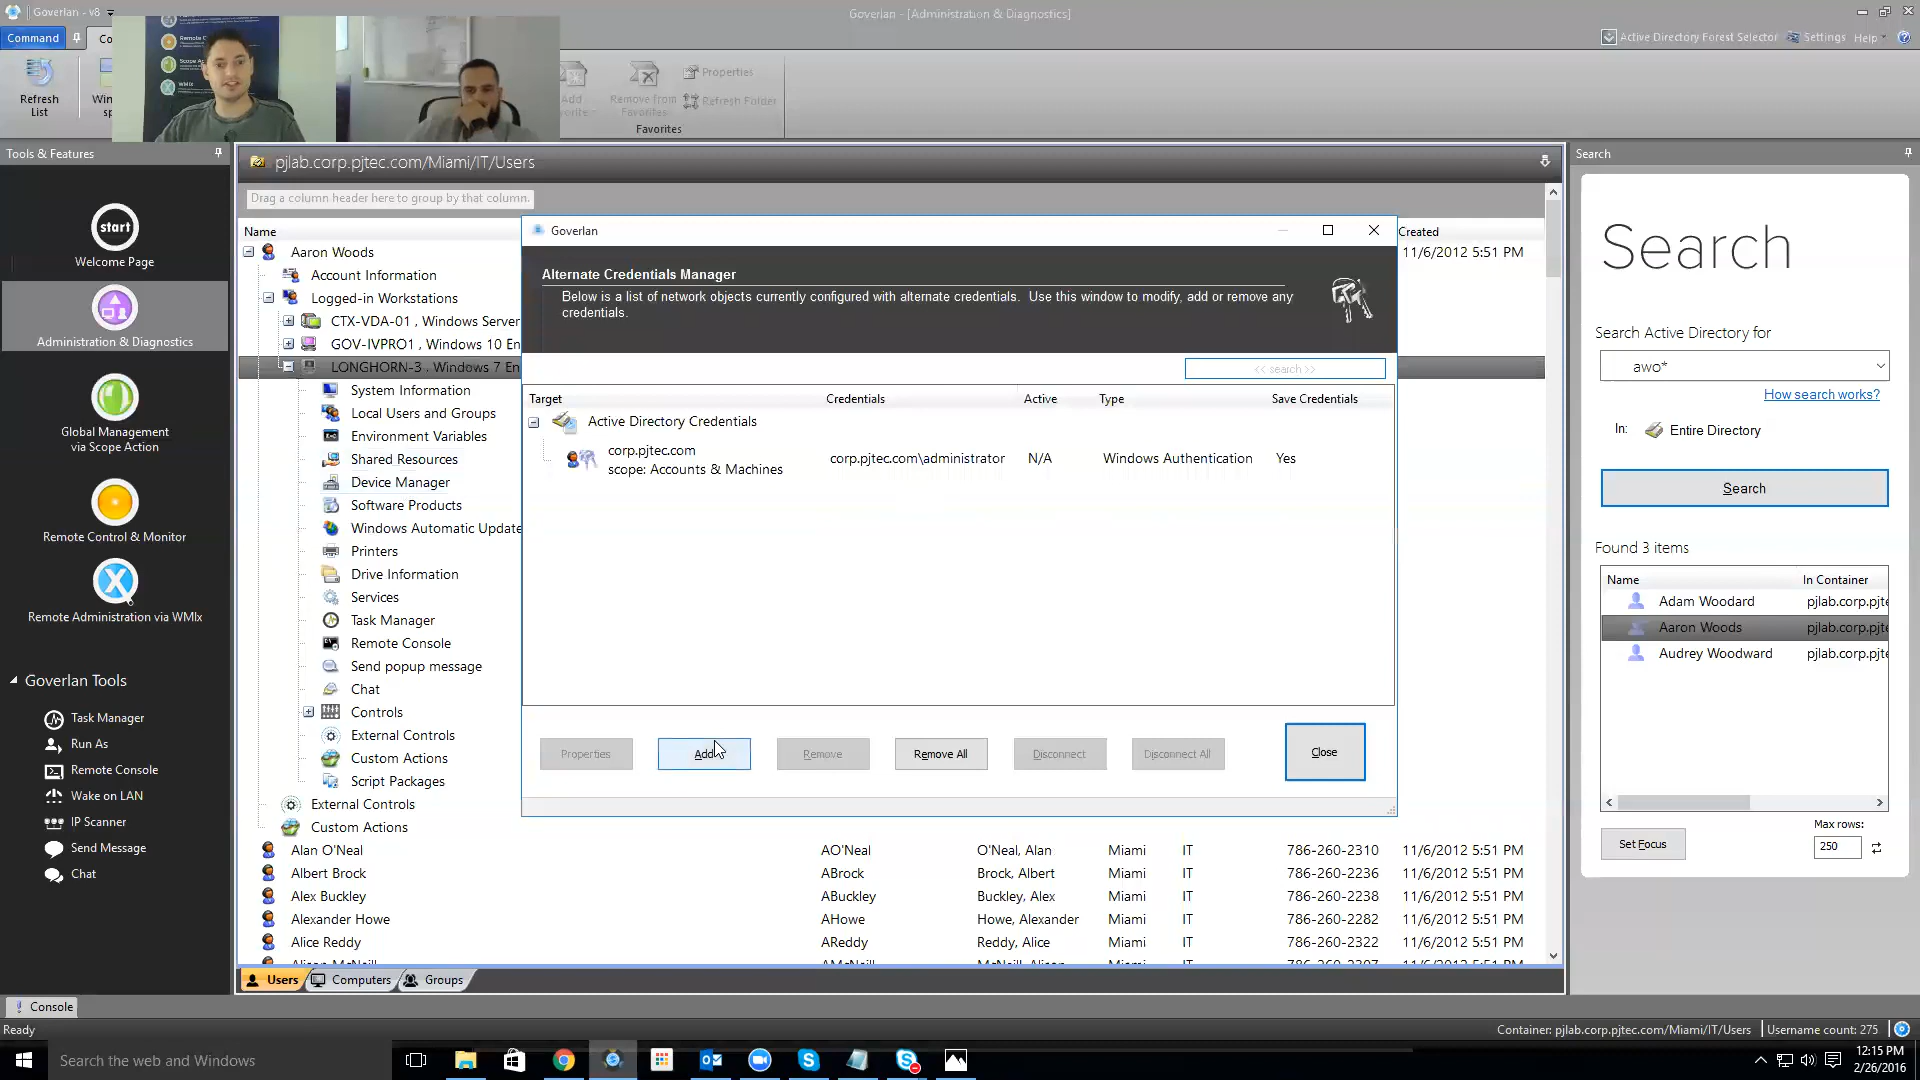 Goverlan - v8
Goverlan - [Administration & Diagnostics]
Command
Active Directory Forest Selector
Settings
Help
Refresh
List
Properties
Add
Remove from
Favorites
Refresh Folder
Favorites
Tools & Features
start
Welcome Page
Administration & Diagnostics
Global Management
via Scope Action
Remote Control & Monitor
Remote Administration via WMIx
Goverlan Tools
Task Manager
Run As
Remote Console
Wake on LAN
IP Scanner
Send Message
Chat
pjlab.corp.pjtec.com/Miami/IT/Users
Drag a column header here to group by that column.
Name
Created
Aaron Woods
11/6/2012 5:51 PM
Account Information
Logged-in Workstations
CTX-VDA-01 , Windows Server
GOV-IVPRO1 , Windows 10 En
LONGHORN-3 , Windows 7 En
System Information
Local Users and Groups
Environment Variables
Shared Resources
Device Manager
Software Products
Windows Automatic Update
Printers
Drive Information
Services
Task Manager
Remote Console
Send popup message
Chat
Controls
External Controls
Custom Actions
Script Packages
External Controls
Custom Actions
Alan O'Neal AO'Neal O'Neal, Alan Miami IT 786-260-2310 11/6/2012 5:51 PM
Albert Brock ABrock Brock, Albert Miami IT 786-260-2236 11/6/2012 5:51 PM
Alex Buckley ABuckley Buckley, Alex Miami IT 786-260-2238 11/6/2012 5:51 PM
Alexander Howe AHowe Howe, Alexander Miami IT 786-260-2282 11/6/2012 5:51 PM
Alice Reddy AReddy Reddy, Alice Miami IT 786-260-2322 11/6/2012 5:51 PM
Users Computers Groups
Goverlan
Alternate Credentials Manager
Below is a list of network objects currently configured with alternate credentials. Use this window to modify, add or remove any
credentials.
<< search >>
Target Credentials Active Type Save Credentials
Active Directory Credentials
corp.pjtec.com
scope: Accounts & Machines
corp.pjtec.com\administrator N/A Windows Authentication Yes
Properties Add Remove Remove All Disconnect Disconnect All Close
Search
Search
Search Active Directory for
awo*
How search works?
In: Entire Directory
Search
Found 3 items
Name In Container
Adam Woodard pjlab.corp.pjte
Aaron Woods pjlab.corp.pjte
Audrey Woodward pjlab.corp.pjte
Max rows:
Set Focus 250
Console
Ready
Container: pjlab.corp.pjtec.com/Miami/IT/Users Username count: 275
Search the web and Windows
12:15 PM
2/26/2016